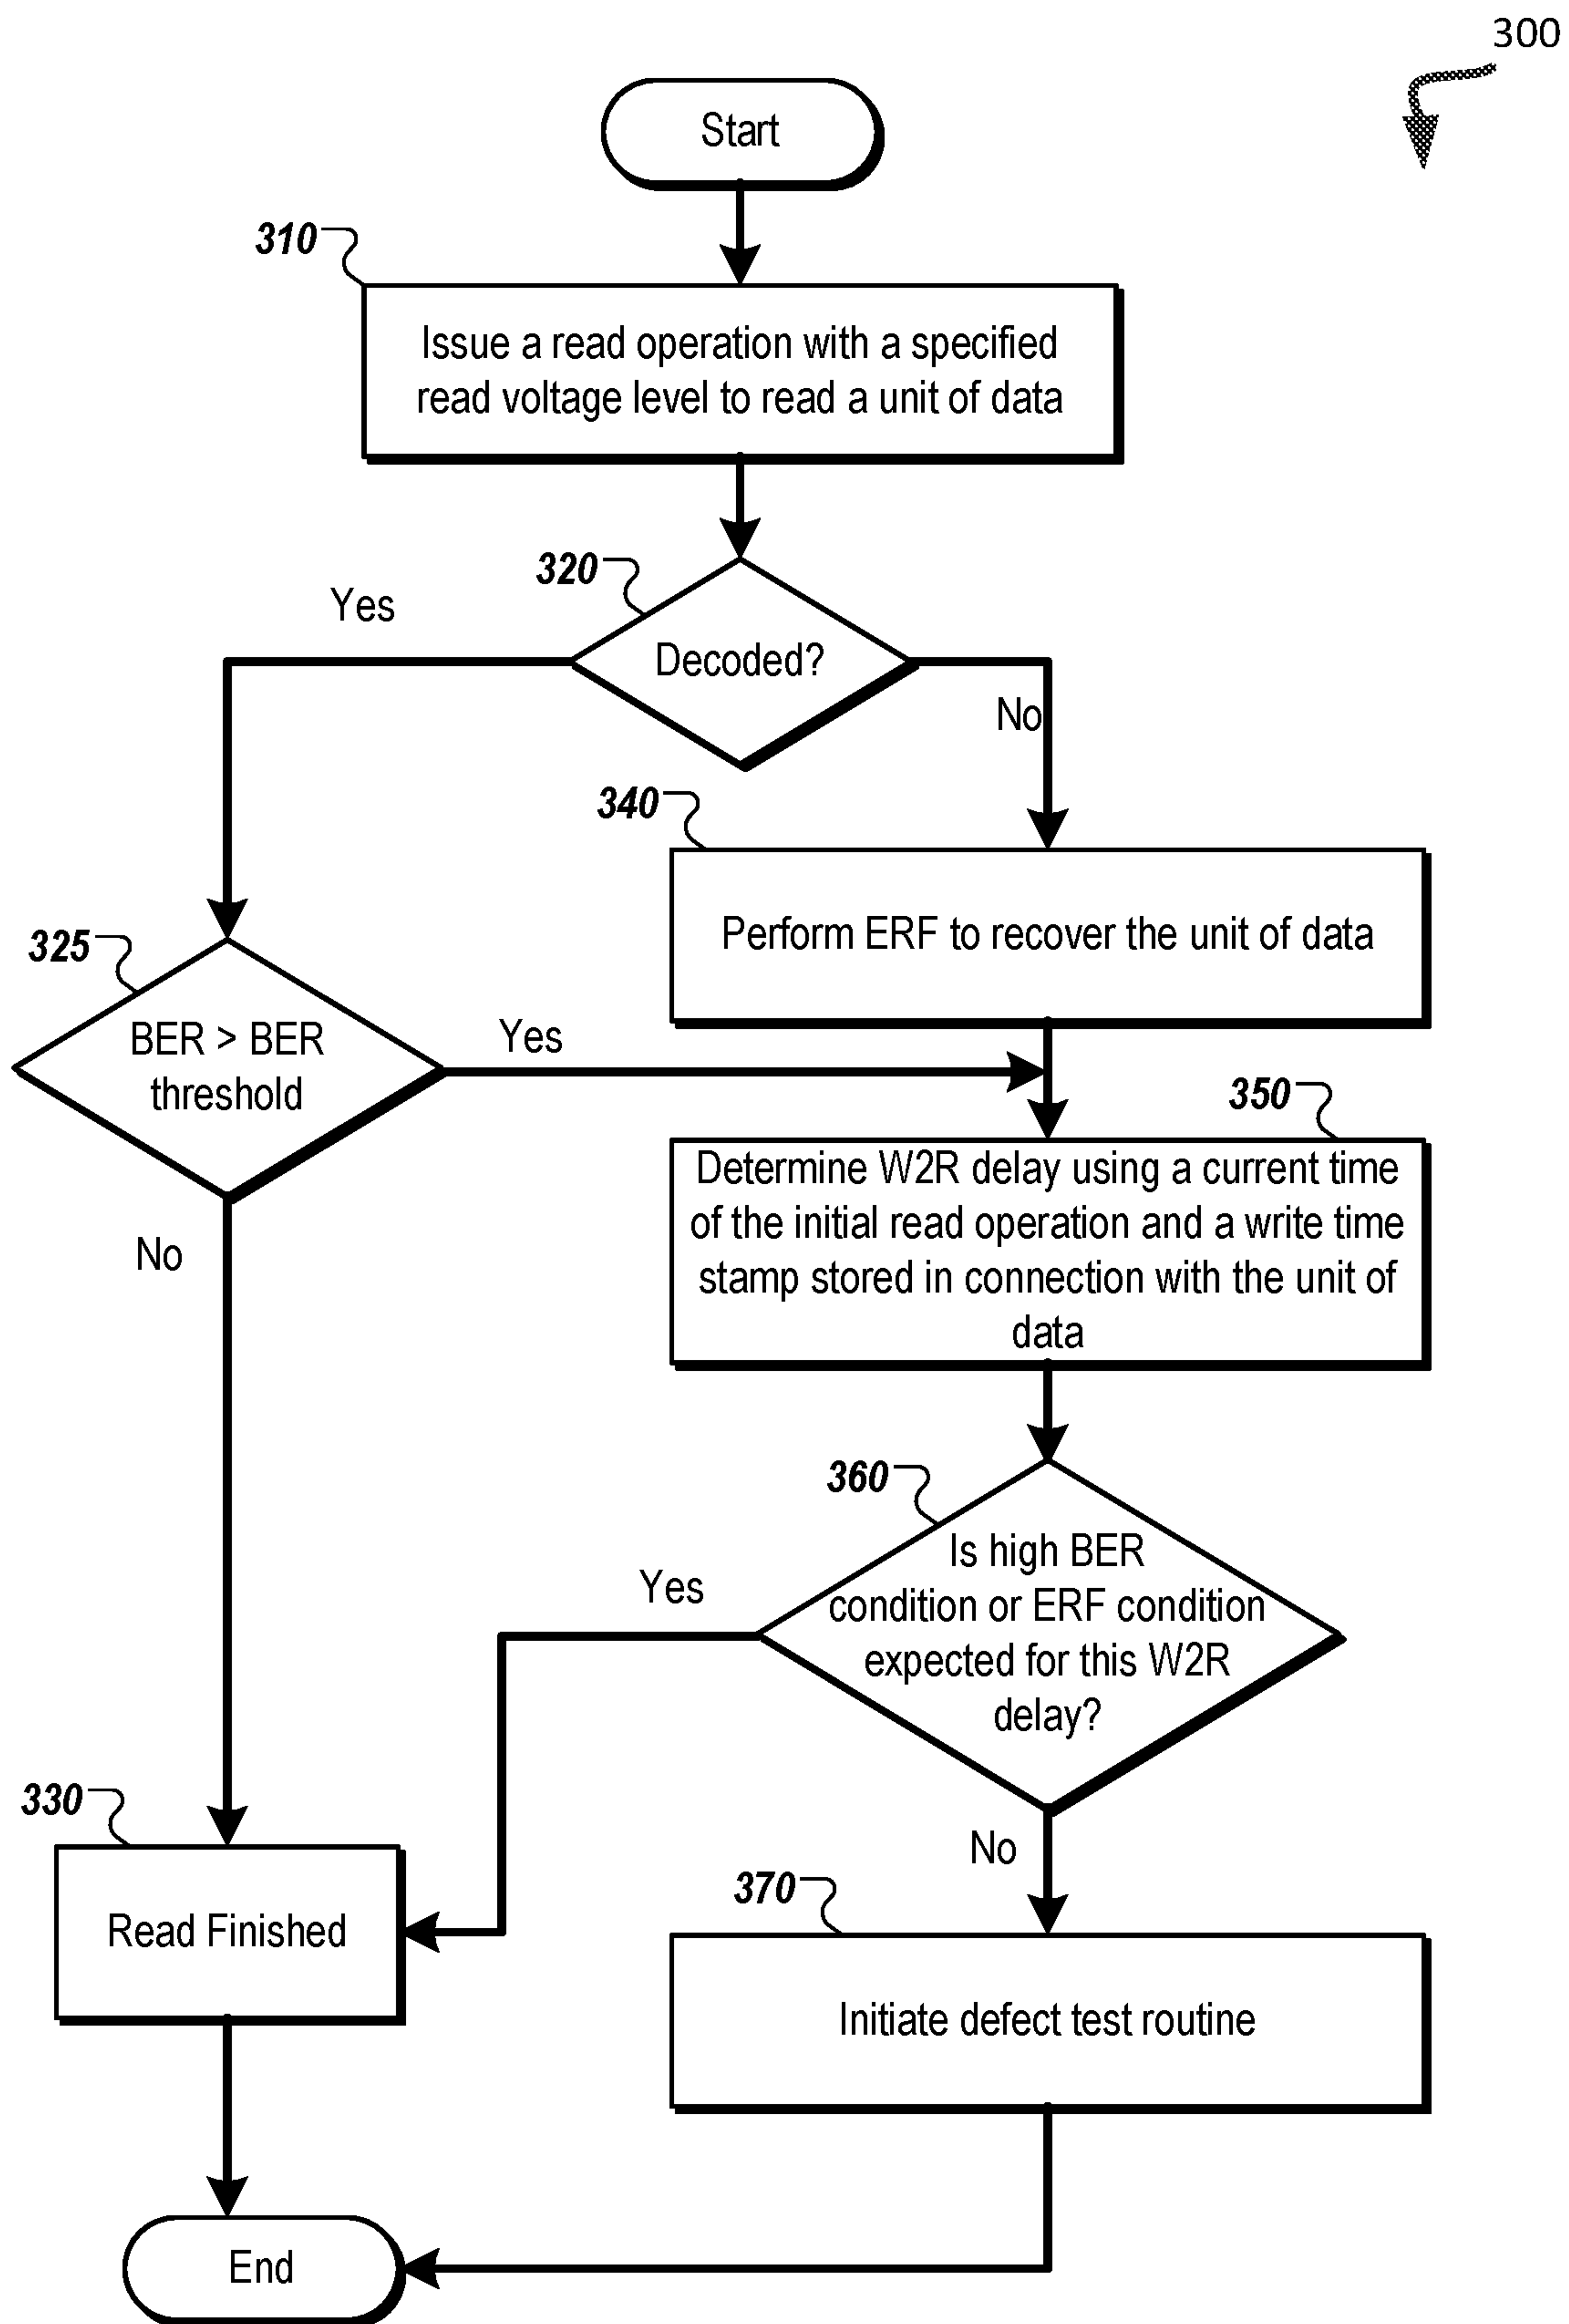 300
Start
310
Issue a read operation with a specified
read voltage level to read a unit of data
320
Yes
Decoded?
No
340
Perform ERF to recover the unit of data
325
BER > BER
threshold
Yes
350
Determine W2R delay using a current time
of the initial read operation and a write time
stamp stored in connection with the unit of
data
No
360
Is high BER
condition or ERF condition
expected for this W2R
delay?
Yes
330
Read Finished
No
370
Initiate defect test routine
End